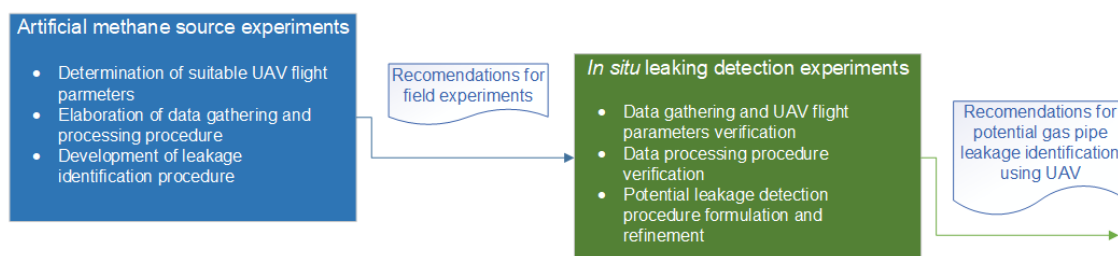 Artificial methane source experiments
• Determination of suitable UAV flight
parmeters
• Elaboration of data gathering and
processing procedure
• Development of leakage
identification procedure
Recomendations for
field experiments
In situ leaking detection experiments
• Data gathering and UAV flight
parameters verification
• Data processing procedure
verification
• Potential leakage detection
procedure formulation and
refinement
Recomendations for
potential gas pipe
leakage identification
using UAV